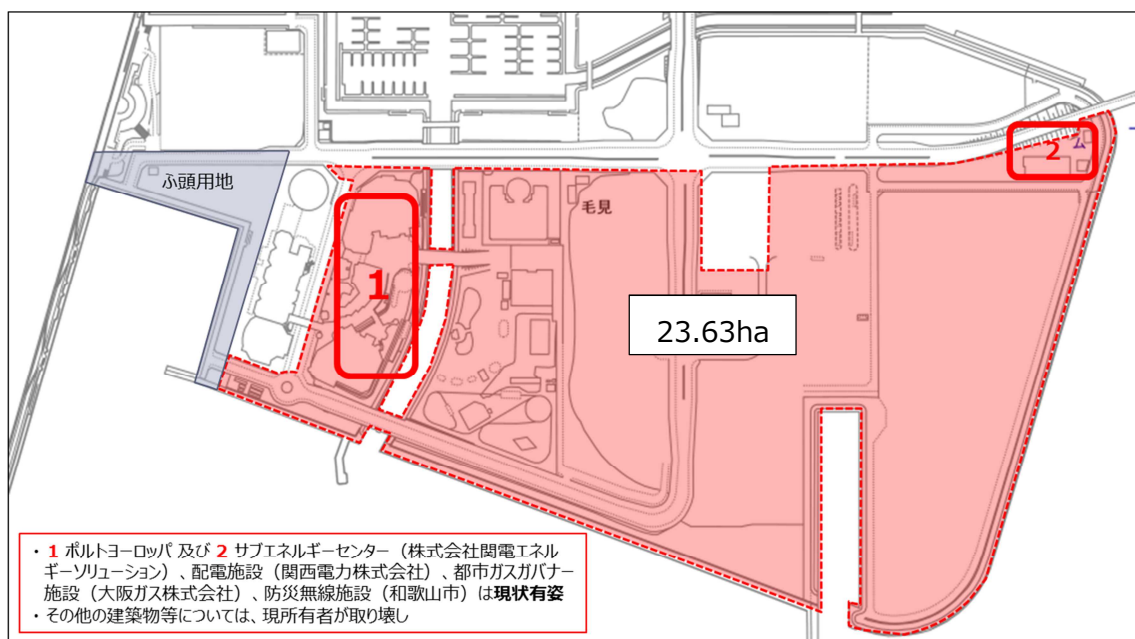 ふ頭用地
毛見
1
2
23.63ha
・1 ポルトヨーロッパ 及び 2 サブエネルギーセンター（株式会社関電エネル
ギーソリューション）、配電施設（関西電力株式会社）、都市ガスガバナー
施設（大阪ガス株式会社）、防災無線施設（和歌山市）は現状有姿
・その他の建築物等については、現所有者が取り壊し